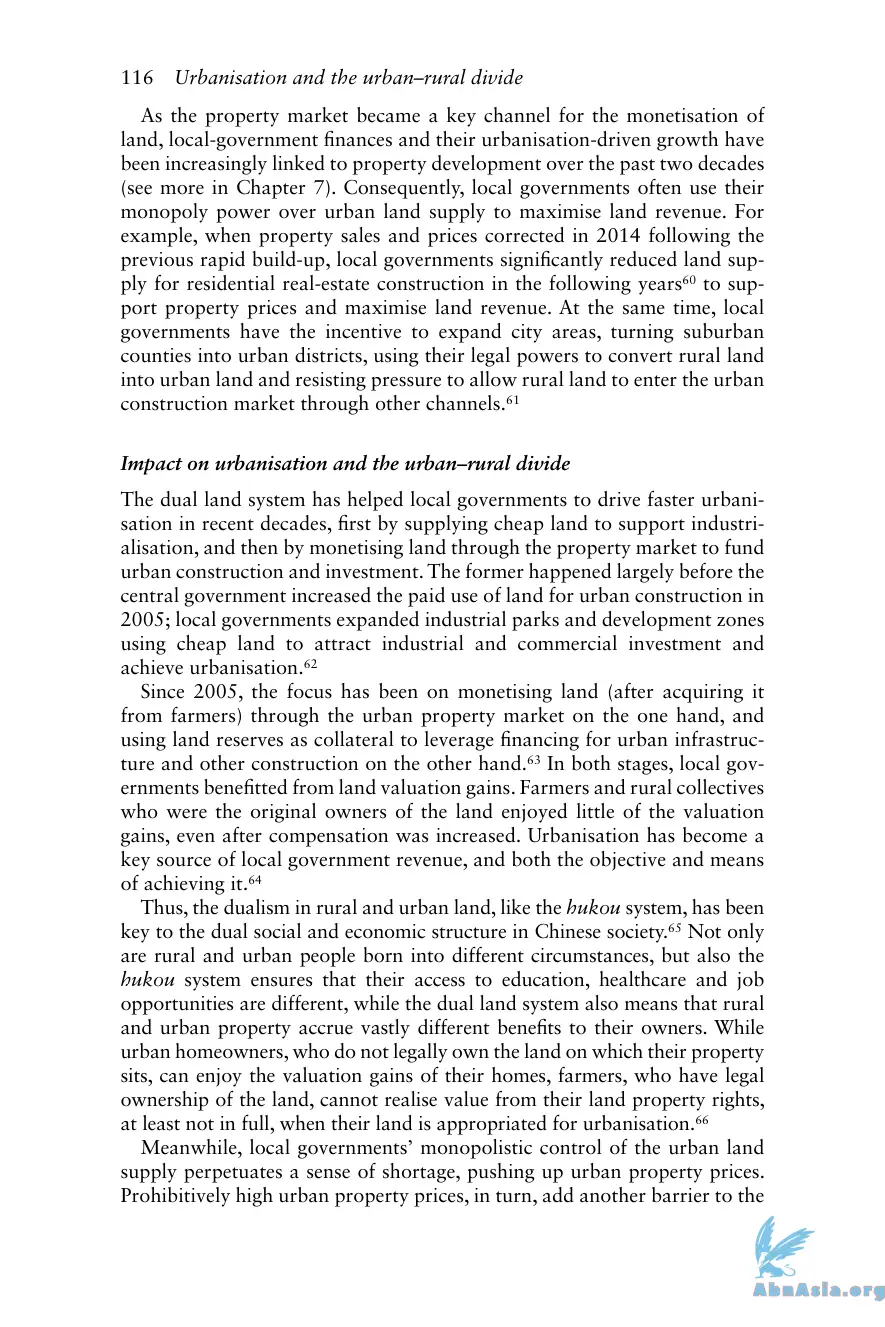 116 Urbanisation and the urban–rural divide
As the property market became a key channel for the monetisation of
land, local-government finances and their urbanisation-driven growth have
been increasingly linked to property development over the past two decades
(see more in Chapter 7). Consequently, local governments often use their
monopoly power over urban land supply to maximise land revenue. For
example, when property sales and prices corrected in 2014 following the
previous rapid build-up, local governments significantly reduced land sup-
ply for residential real-estate construction in the following years⁶⁰ to sup-
port property prices and maximise land revenue. At the same time, local
governments have the incentive to expand city areas, turning suburban
counties into urban districts, using their legal powers to convert rural land
into urban land and resisting pressure to allow rural land to enter the urban
construction market through other channels.⁶¹
Impact on urbanisation and the urban–rural divide
The dual land system has helped local governments to drive faster urbani-
sation in recent decades, first by supplying cheap land to support industri-
alisation, and then by monetising land through the property market to fund
urban construction and investment. The former happened largely before the
central government increased the paid use of land for urban construction in
2005; local governments expanded industrial parks and development zones
using cheap land to attract industrial and commercial investment and
achieve urbanisation.⁶²
Since 2005, the focus has been on monetising land (after acquiring it
from farmers) through the urban property market on the one hand, and
using land reserves as collateral to leverage financing for urban infrastruc-
ture and other construction on the other hand.⁶³ In both stages, local gov-
ernments benefitted from land valuation gains. Farmers and rural collectives
who were the original owners of the land enjoyed little of the valuation
gains, even after compensation was increased. Urbanisation has become a
key source of local government revenue, and both the objective and means
of achieving it.⁶⁴
Thus, the dualism in rural and urban land, like the hukou system, has been
key to the dual social and economic structure in Chinese society.⁶⁵ Not only
are rural and urban people born into different circumstances, but also the
hukou system ensures that their access to education, healthcare and job
opportunities are different, while the dual land system also means that rural
and urban property accrue vastly different benefits to their owners. While
urban homeowners, who do not legally own the land on which their property
sits, can enjoy the valuation gains of their homes, farmers, who have legal
ownership of the land, cannot realise value from their land property rights,
at least not in full, when their land is appropriated for urbanisation.⁶⁶
Meanwhile, local governments’ monopolistic control of the urban land
supply perpetuates a sense of shortage, pushing up urban property prices.
Prohibitively high urban property prices, in turn, add another barrier to the
AbnAsia.org